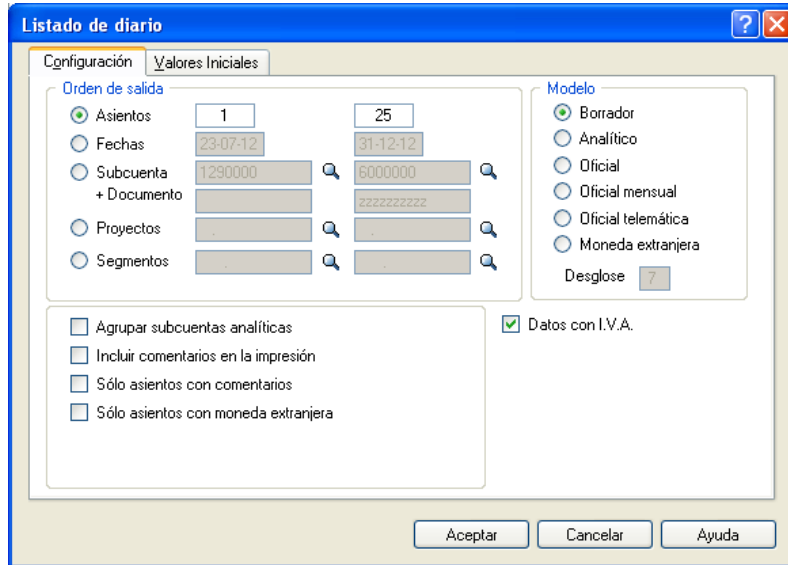 Listado de diario
Configuración Valores Iniciales
Orden de salida
Asientos 1 25
Fechas 23-07-12 31-12-12
Subcuenta 1290000 6000000
+ Documento zzzzzzzzzz
Proyectos . .
Segmentos . .
Modelo
Borrador
Analítico
Oficial
Oficial mensual
Oficial telemática
Moneda extranjera
Desglose 7
Agrupar subcuentas analíticas
Incluir comentarios en la impresión
Sólo asientos con comentarios
Sólo asientos con moneda extranjera
Datos con I.V.A.
Aceptar Cancelar Ayuda